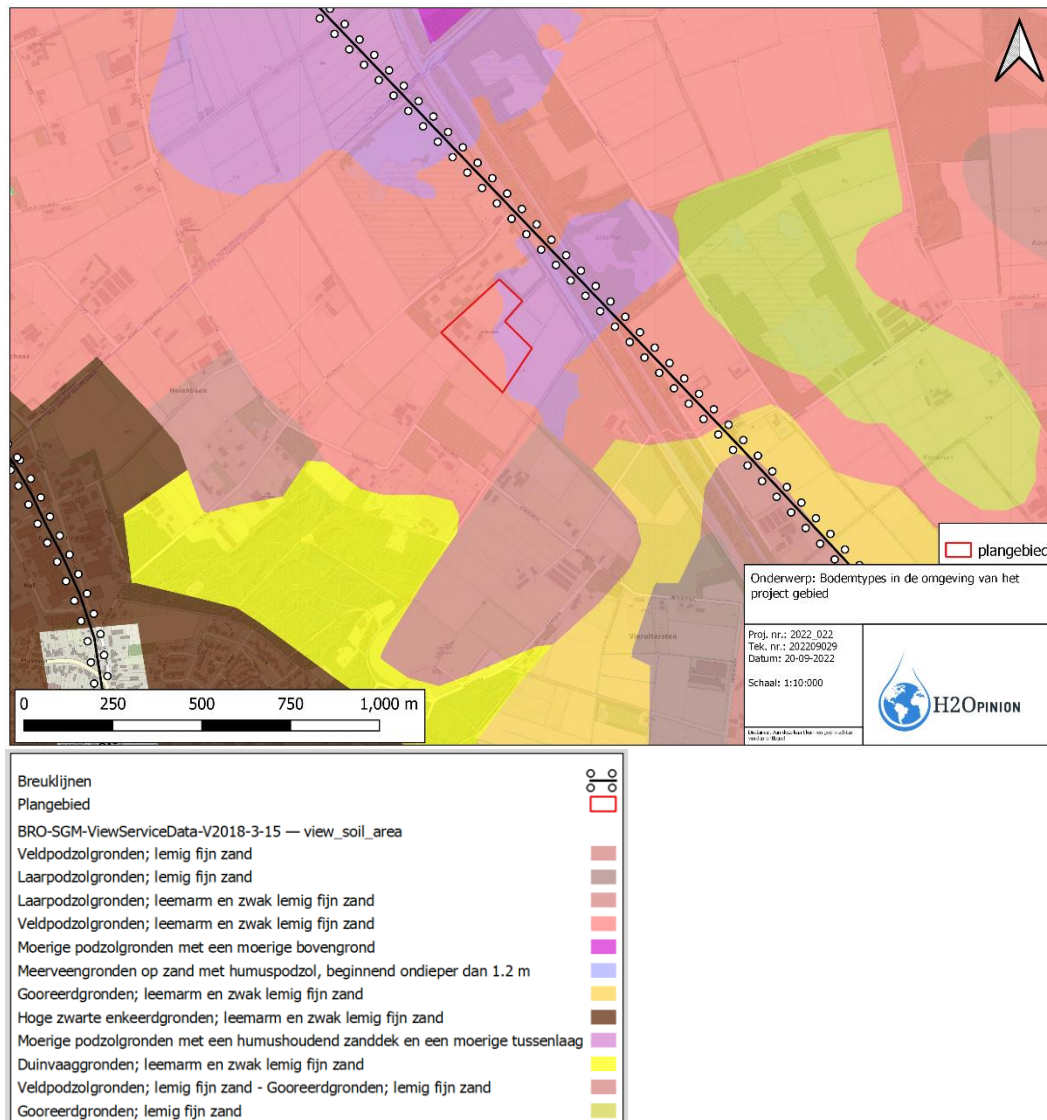 Molenbaan
Vieruitersten
Hof
plangebied
Onderwerp: Bodemtypes in de omgeving van het
project gebied
Proj. nr.: 2022_022
Tek. nr.: 202209029
Datum: 20-09-2022
Schaal: 1:10:000
H2OPINION
0 250 500 750 1,000 m
Breuklijnen
Plangebied
BRO-SGM-ViewServiceData-V2018-3-15 — view_soil_area
Veldpodzolgronden; lemig fijn zand
Laarpodzolgronden; lemig fijn zand
Laarpodzolgronden; leemarm en zwak lemig fijn zand
Veldpodzolgronden; leemarm en zwak lemig fijn zand
Moerige podzolgronden met een moerige bovengrond
Meerveengronden op zand met humuspodzol, beginnend ondieper dan 1.2 m
Gooreerdgronden; leemarm en zwak lemig fijn zand
Hoge zwarte enkeerdgronden; leemarm en zwak lemig fijn zand
Moerige podzolgronden met een humushoudend zanddek en een moerige tussenlaag
Duinvaaggronden; leemarm en zwak lemig fijn zand
Veldpodzolgronden; lemig fijn zand - Gooreerdgronden; lemig fijn zand
Gooreerdgronden; lemig fijn zand